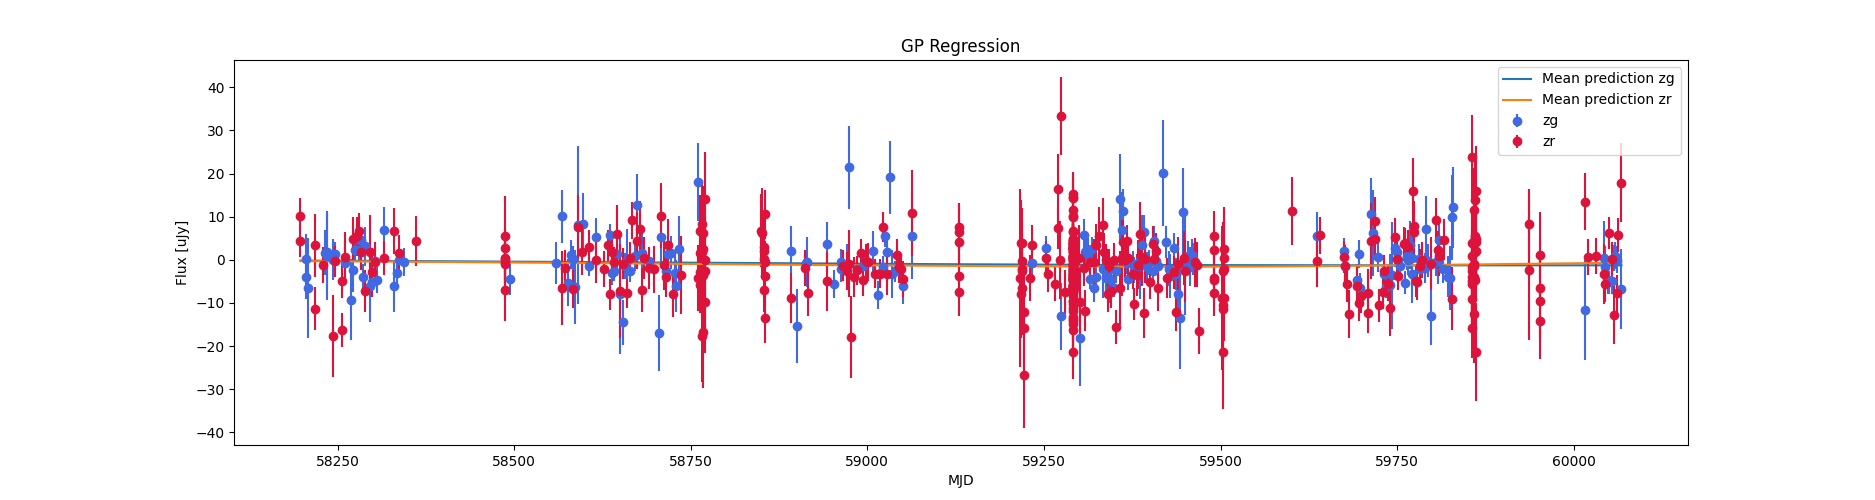 GP Regression
Flux [uJy]
40
30
20
10
0
−10
−20
−30
−40
58250
58500
58750
59000
59250
59500
59750
60000
MJD
Mean prediction zg
Mean prediction zr
zg
zr